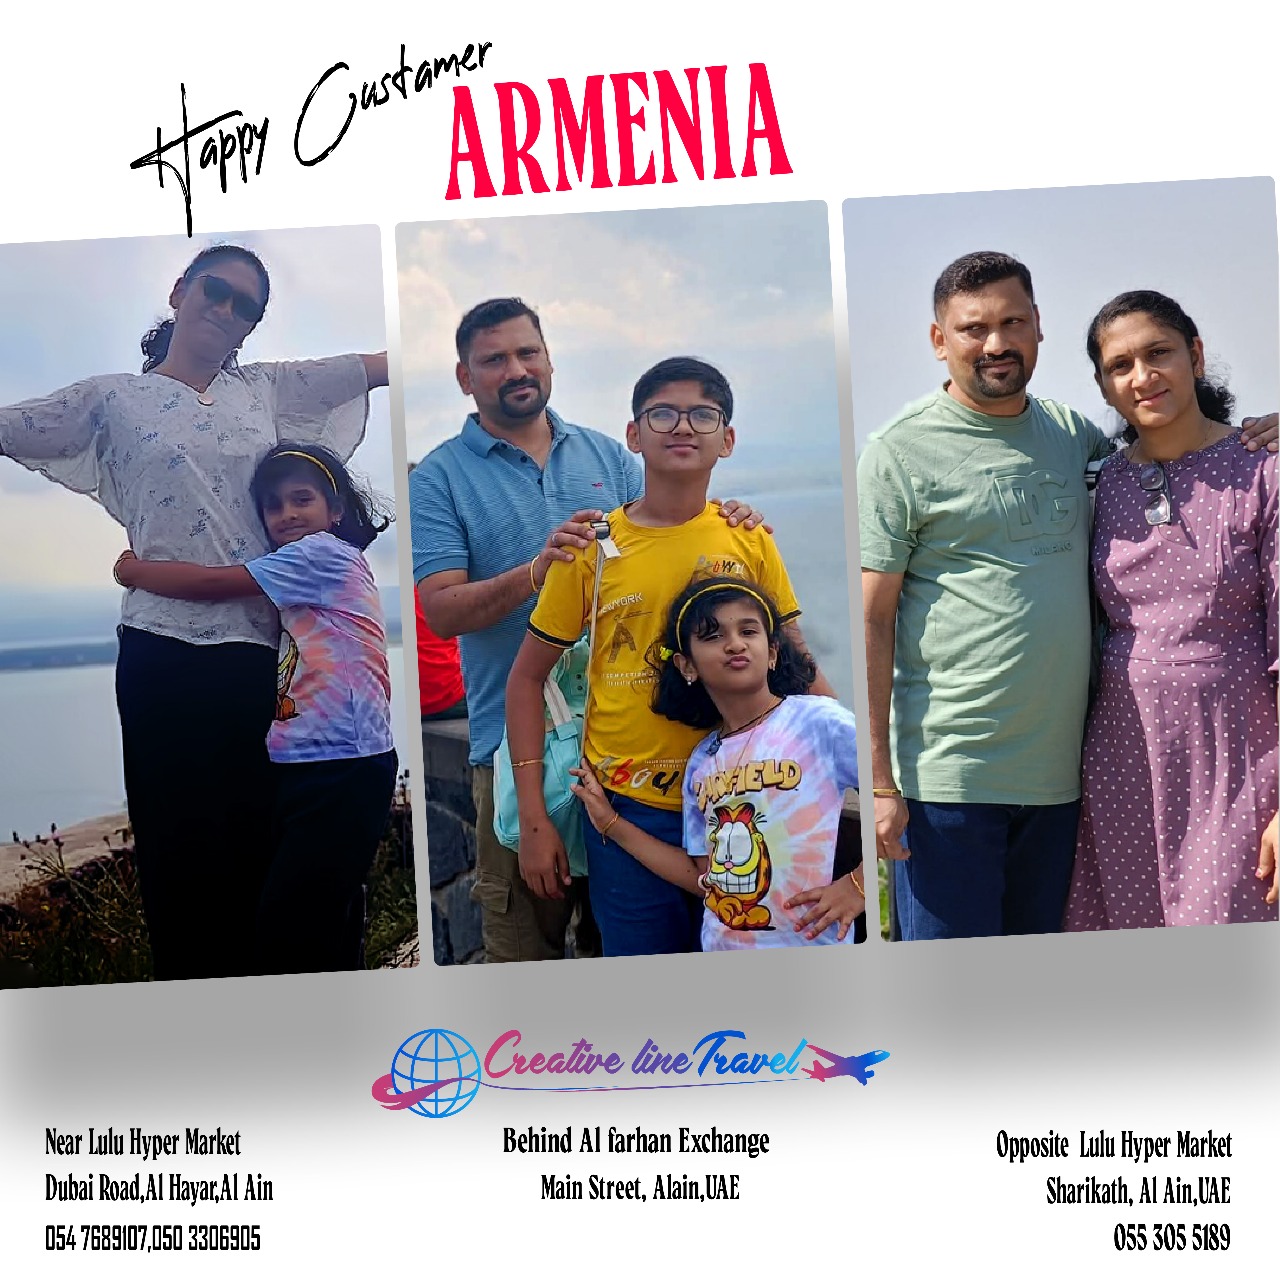 Happy Custamer
ARMENIA
NEWYORK
GARFIELD
Creative line Travel
Near Lulu Hyper Market
Dubai Road,Al Hayar,Al Ain
054 7689107,050 3306905
Behind Al farhan Exchange
Main Street, Alain,UAE
Opposite Lulu Hyper Market
Sharikath, Al Ain,UAE
055 305 5189